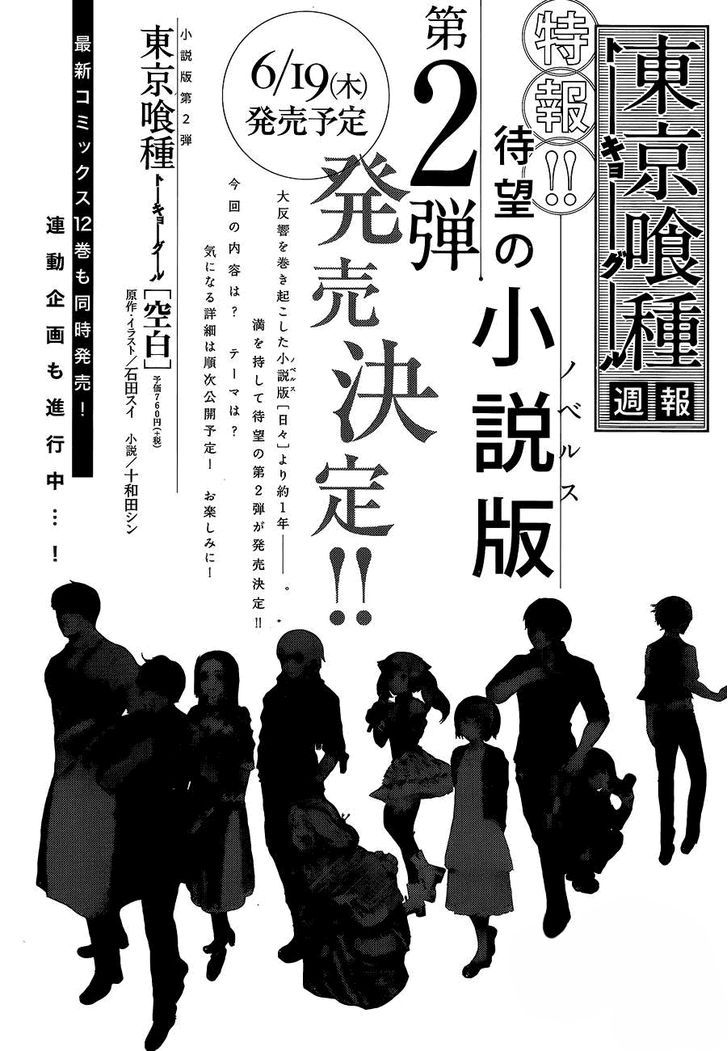 東京喰種
トーキョーグール
週報
特報!!
待望の小説版
ノベルス
第2弾
発売決定!!
6/19(木)
発売予定
大反響を巻き起こした小説版[日々]より約1年――。
ノベルス
満を持して待望の第2弾が発売決定!!
今回の内容は? テーマは?
気になる詳細は順次公開予定! お楽しみに!
小説版第2弾
東京喰種トーキョーグール[空白]
予価760円(+税)
原作・イラスト/石田スイ 小説/十和田シン
最新コミックス12巻も同時発売!
連動企画も進行中…!